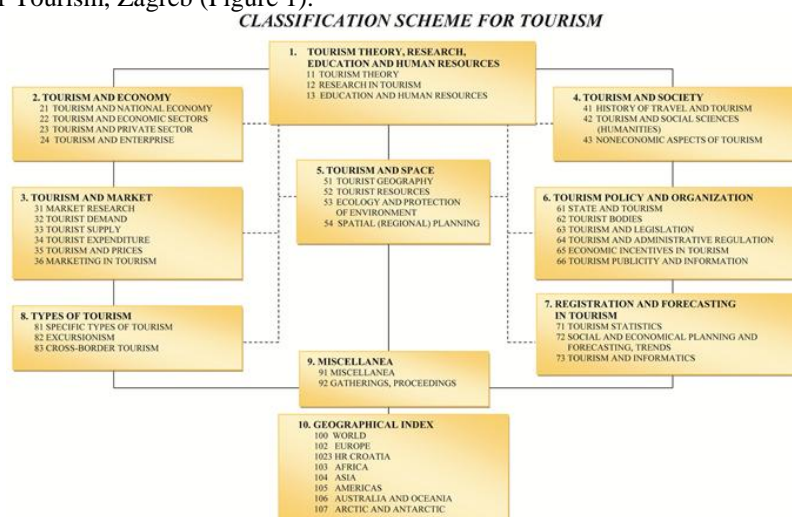 r Tourism, Zagreb (Figure 1).
CLASSIFICATION SCHEME FOR TOURISM
1. TOURISM THEORY, RESEARCH,
EDUCATION AND HUMAN RESOURCES
11 TOURISM THEORY
12 RESEARCH IN TOURISM
13 EDUCATION AND HUMAN RESOURCES
2. TOURISM AND ECONOMY
21 TOURISM AND NATIONAL ECONOMY
22 TOURISM AND ECONOMIC SECTORS
23 TOURISM AND PRIVATE SECTOR
24 TOURISM AND ENTERPRISE
4. TOURISM AND SOCIETY
41 HISTORY OF TRAVEL AND TOURISM
42 TOURISM AND SOCIAL SCIENCES
(HUMANITIES)
43 NONECONOMIC ASPECTS OF TOURISM
5. TOURISM AND SPACE
51 TOURIST GEOGRAPHY
52 TOURIST RESOURCES
53 ECOLOGY AND PROTECTION
OF ENVIRONMENT
54 SPATIAL (REGIONAL) PLANNING
3. TOURISM AND MARKET
31 MARKET RESEARCH
32 TOURIST DEMAND
33 TOURIST SUPPLY
34 TOURIST EXPENDITURE
35 TOURISM AND PRICES
36 MARKETING IN TOURISM
6. TOURISM POLICY AND ORGANIZATION
61 STATE AND TOURISM
62 TOURIST BODIES
63 TOURISM AND LEGISLATION
64 TOURISM AND ADMINISTRATIVE REGULATION
65 ECONOMIC INCENTIVES IN TOURISM
66 TOURISM PUBLICITY AND INFORMATION
8. TYPES OF TOURISM
81 SPECIFIC TYPES OF TOURISM
82 EXCURSIONISM
83 CROSS-BORDER TOURISM
7. REGISTRATION AND FORECASTING
IN TOURISM
71 TOURISM STATISTICS
72 SOCIAL AND ECONOMICAL PLANNING AND
FORECASTING, TRENDS
73 TOURISM AND INFORMATICS
9. MISCELLANEA
91 MISCELLANEA
92 GATHERINGS, PROCEEDINGS
10. GEOGRAPHICAL INDEX
100 WORLD
102 EUROPE
1023 HR CROATIA
103 AFRICA
104 ASIA
105 AMERICAS
106 AUSTRALIA AND OCEANIA
107 ARCTIC AND ANTARCTIC